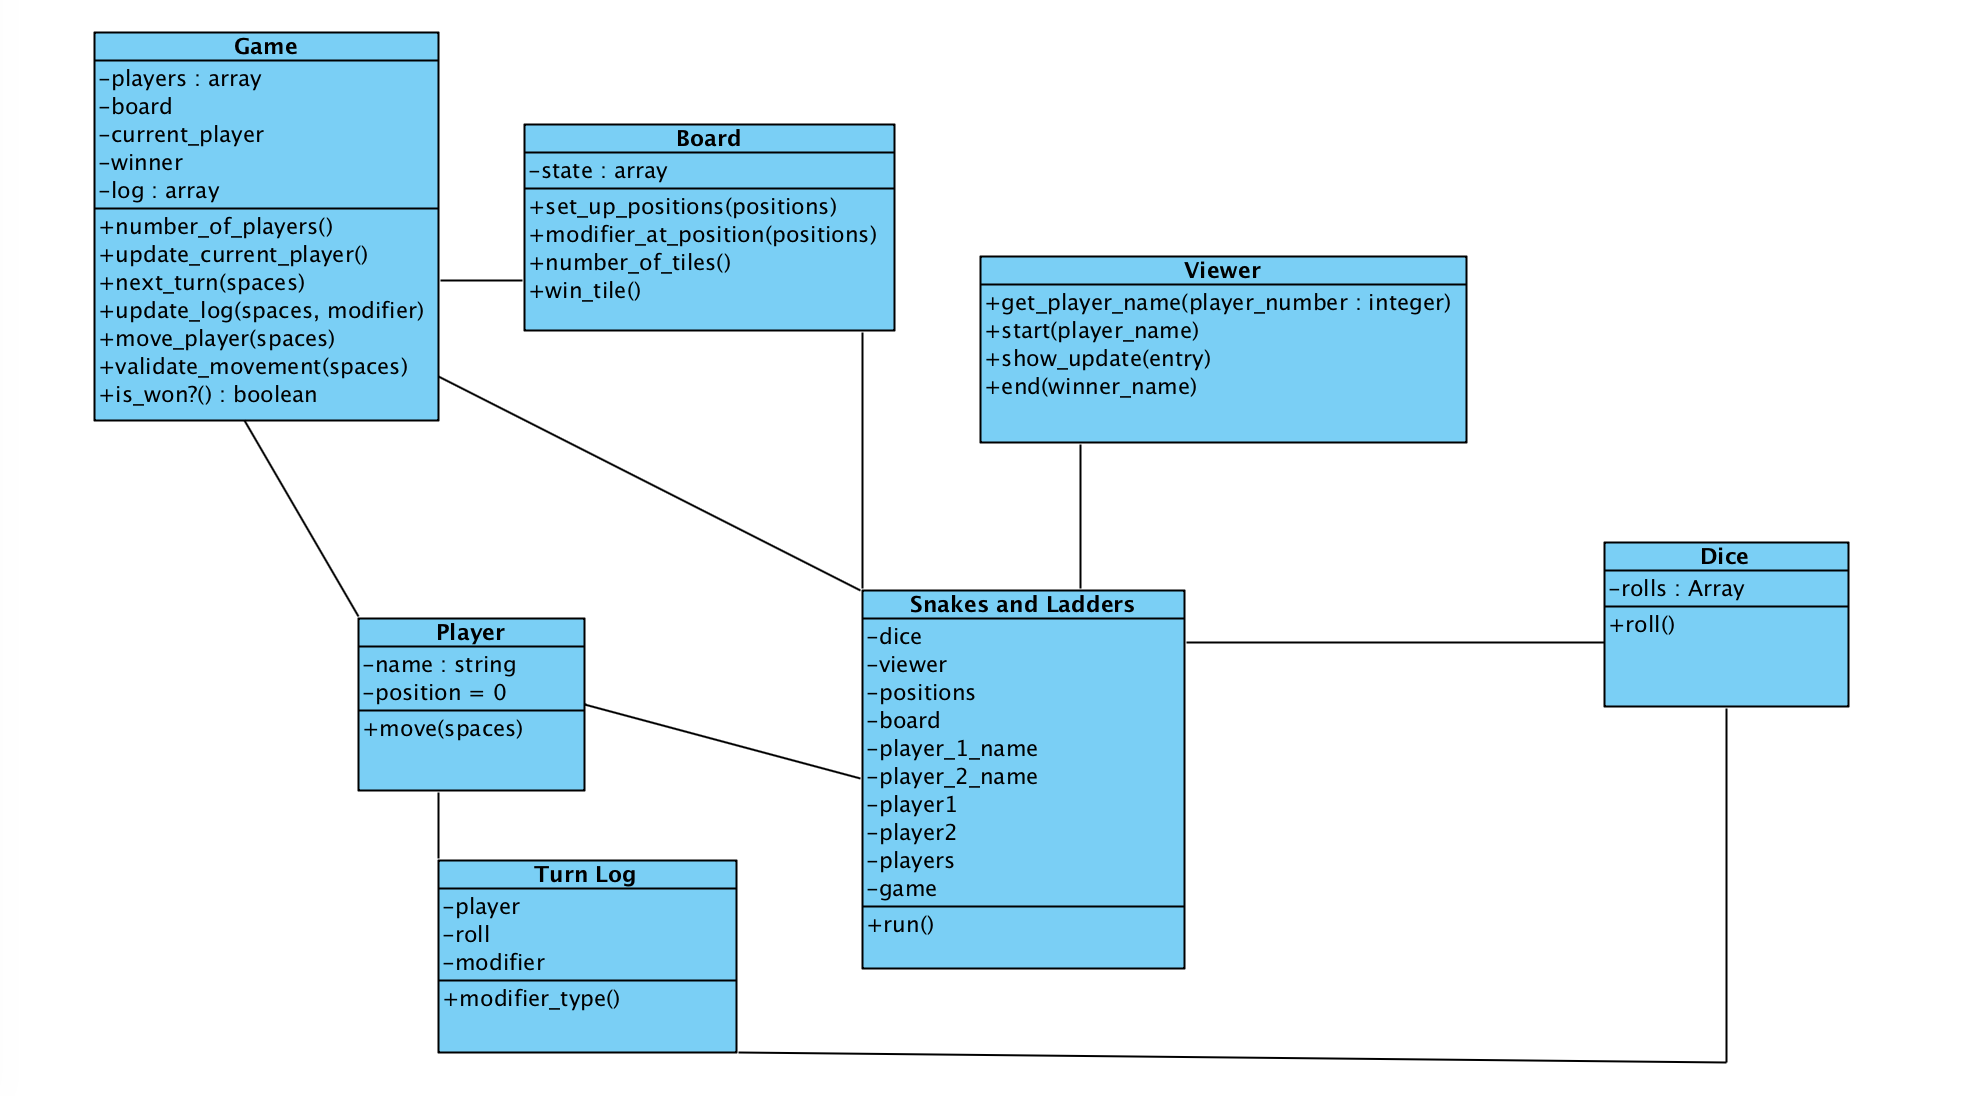 Game
-players : array
-board
-current_player
-winner
-log : array
+number_of_players()
+update_current_player()
+next_turn(spaces)
+update_log(spaces, modifier)
+move_player(spaces)
+validate_movement(spaces)
+is_won?() : boolean
Board
-state : array
+set_up_positions(positions)
+modifier_at_position(positions)
+number_of_tiles()
+win_tile()
Viewer
+get_player_name(player_number : integer)
+start(player_name)
+show_update(entry)
+end(winner_name)
Dice
-rolls : Array
+roll()
Snakes and Ladders
-dice
-viewer
-positions
-board
-player_1_name
-player_2_name
-player1
-player2
-players
-game
+run()
Player
-name : string
-position = 0
+move(spaces)
Turn Log
-player
-roll
-modifier
+modifier_type()